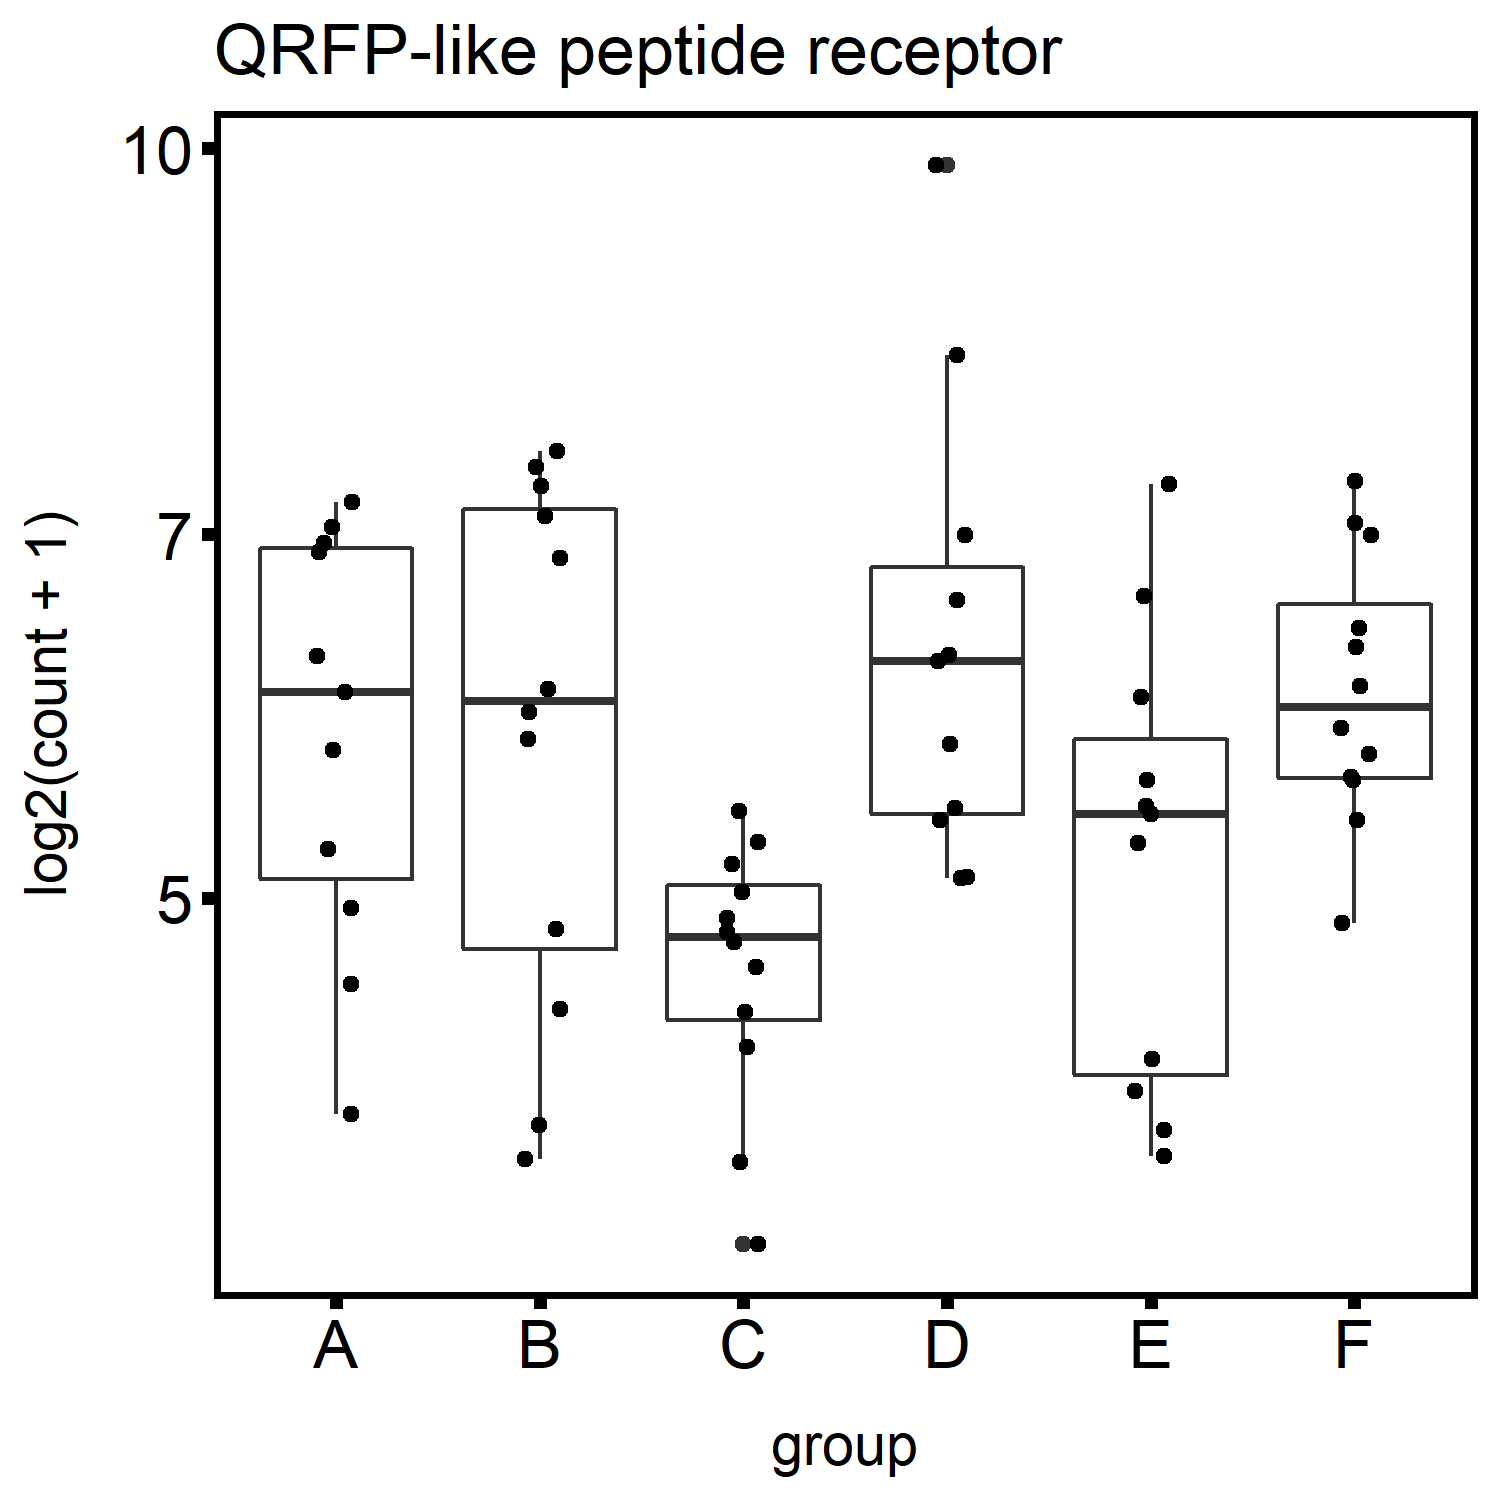 QRFP-like peptide receptor
10
7
5
log2(count + 1)
A B C D E F
group